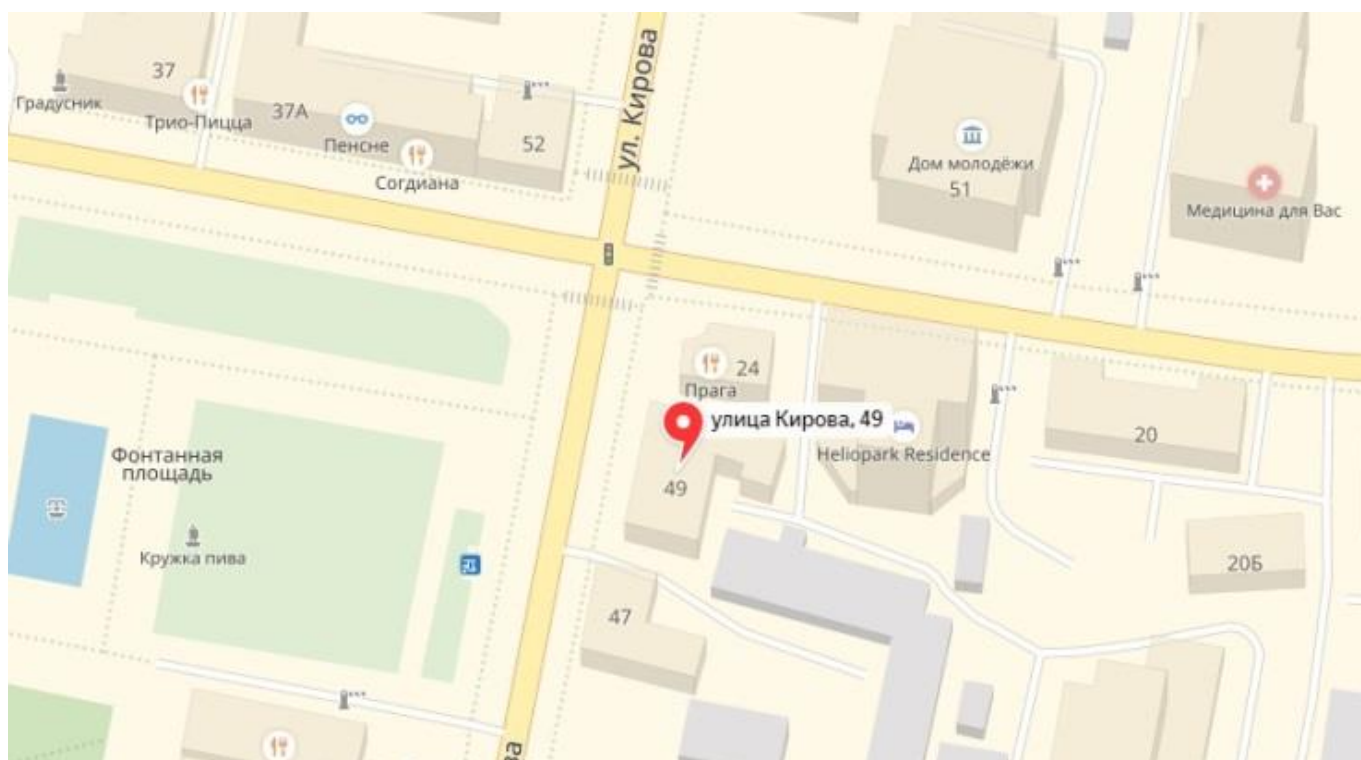 37
Градусник
Трио-Пицца
37А
Пенсне
Согдиана
52
ул. Кирова
Дом молодёжи
51
Медицина для Вас
24
Прага
улица Кирова, 49
Heliopark Residence
49
20
20Б
47
Фонтанная
площадь
Кружка пива